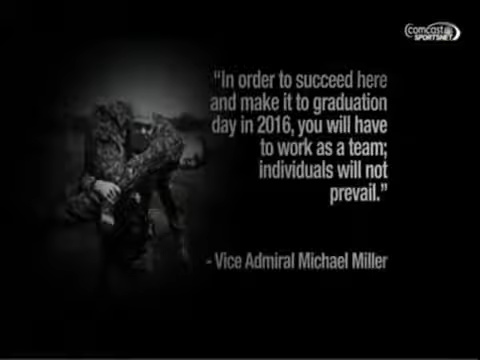 comcast
SPORTSNET
“In order to succeed here
and make it to graduation
day in 2016, you will have
to work as a team;
individuals will not
prevail.”
- Vice Admiral Michael Miller